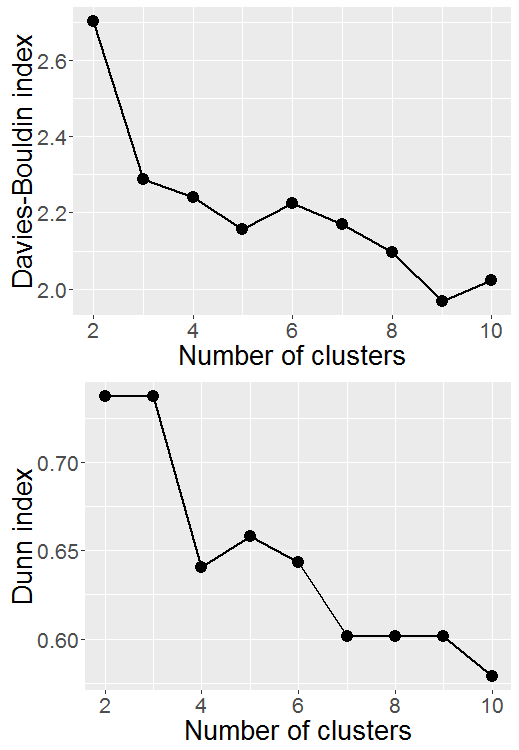 Davies-Bouldin index
2.6
2.4
2.2
2.0
2 4 6 8 10
Number of clusters
Dunn index
0.70
0.65
0.60
2 4 6 8 10
Number of clusters